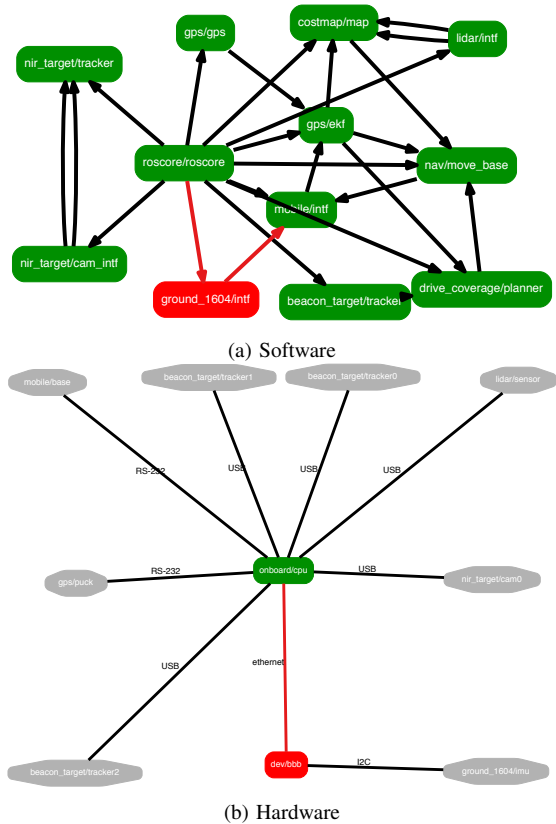 costmap/map
gps/gps
lidar/intf
nir_target/tracker
gps/ekf
roscore/roscore
nav/move_base
mobile/intf
nir_target/cam_intf
drive_coverage/planner
ground_1604/intf
beacon_target/tracker
(a) Software
mobile/base
beacon_target/tracker1
beacon_target/tracker0
lidar/sensor
RS-232
USB
USB
USB
onboard/cpu
gps/puck
RS-232
USB
nir_target/cam0
USB
ethernet
beacon_target/tracker2
dev/bbb
I2C
ground_1604/imu
(b) Hardware